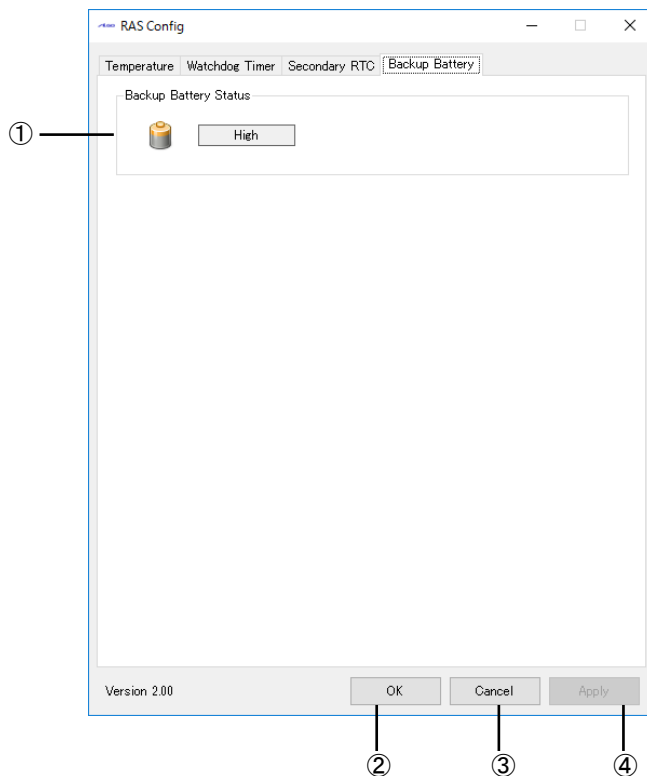 RAS Config
Temperature Watchdog Timer Secondary RTC Backup Battery
Backup Battery Status
① High
Version 2.00 OK Cancel Apply
② ③ ④